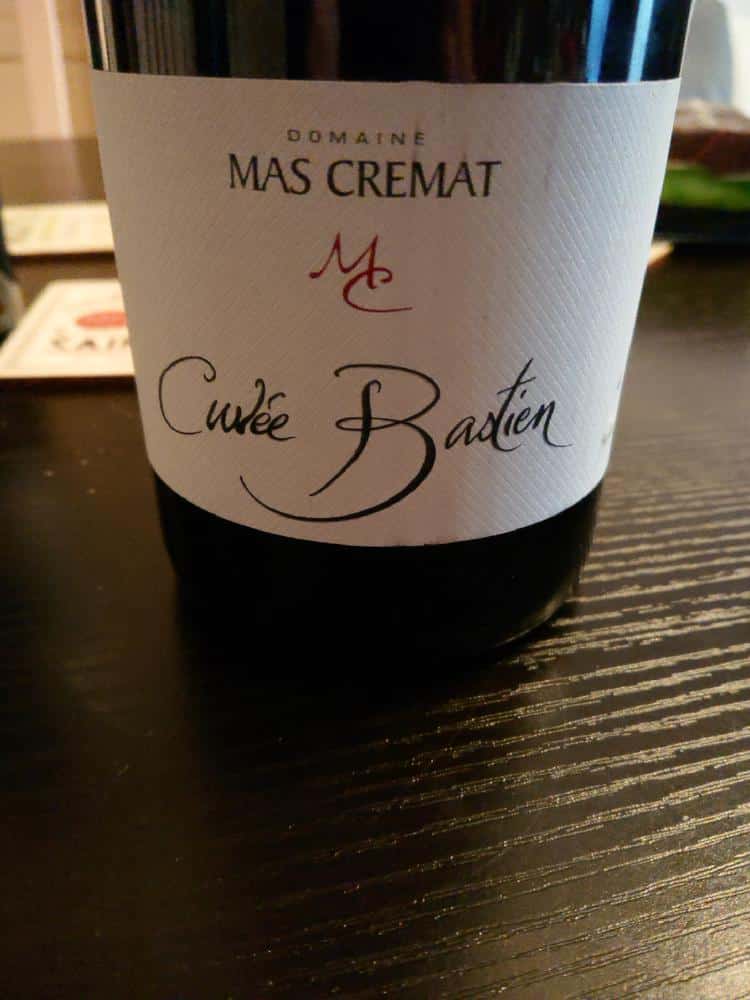 DOMAINE
MAS CREMAT
MC
Cuvée Bastien